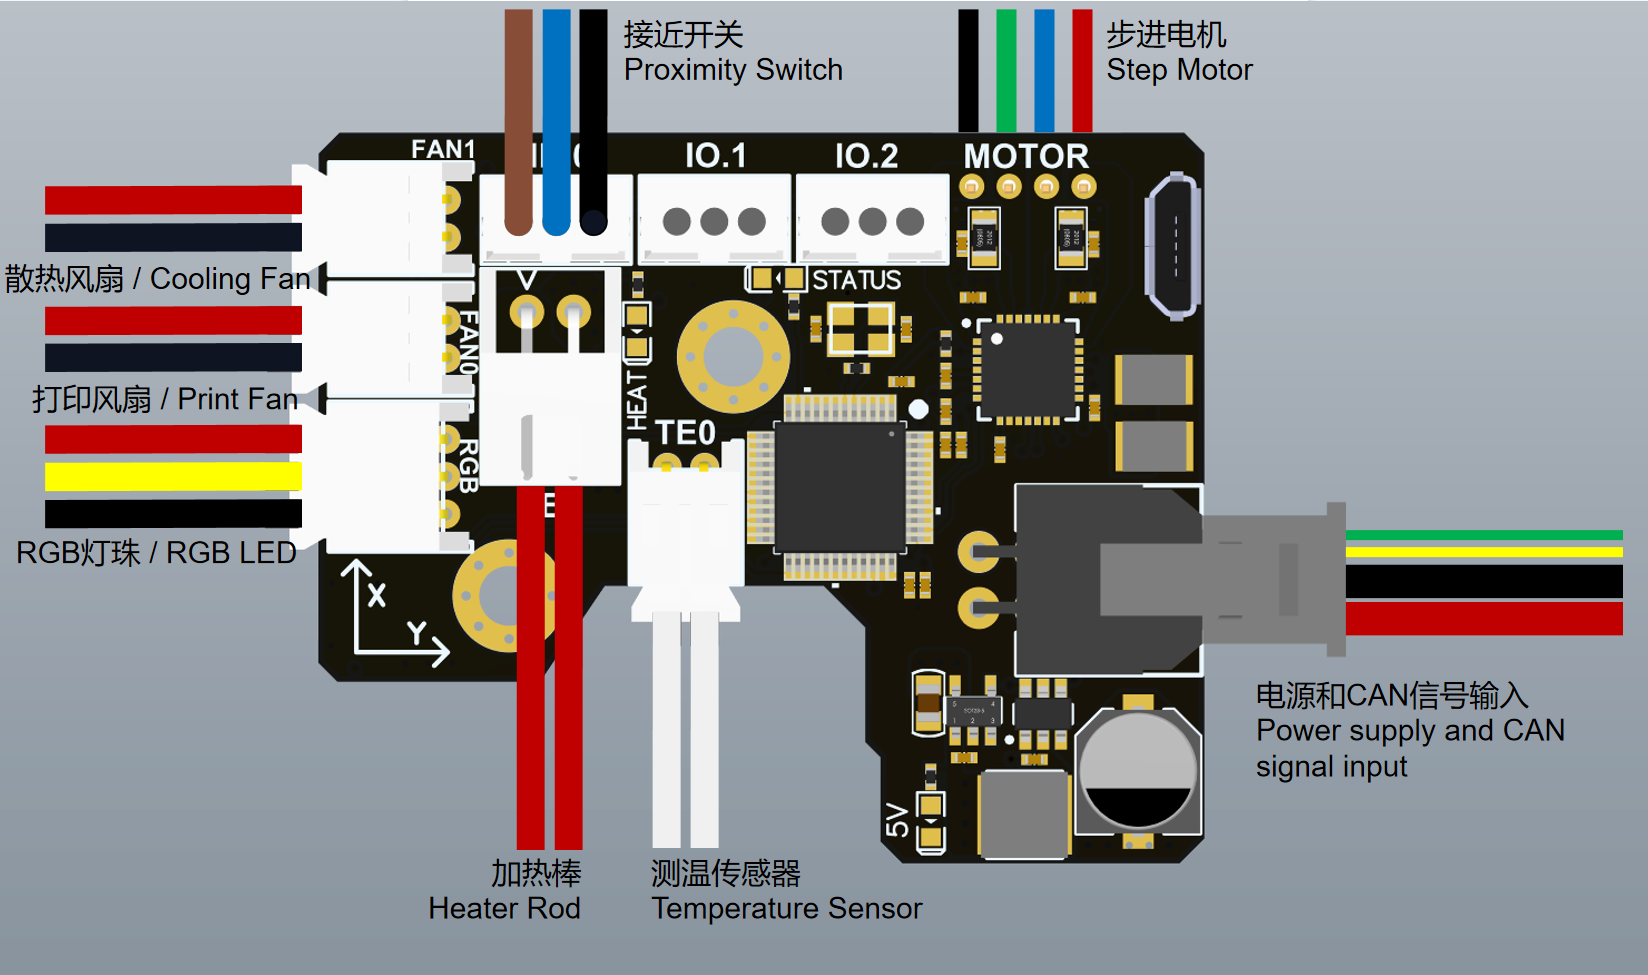 接近开关
Proximity Switch
步进电机
Step Motor
FAN1
IO.1
IO.2
MOTOR
散热风扇 / Cooling Fan
STATUS
FAN0
打印风扇 / Print Fan
HEAT
TE0
RGB
RGB灯珠 / RGB LED
X
Y
电源和CAN信号输入
Power supply and CAN
signal input
5V
加热棒
Heater Rod
测温传感器
Temperature Sensor